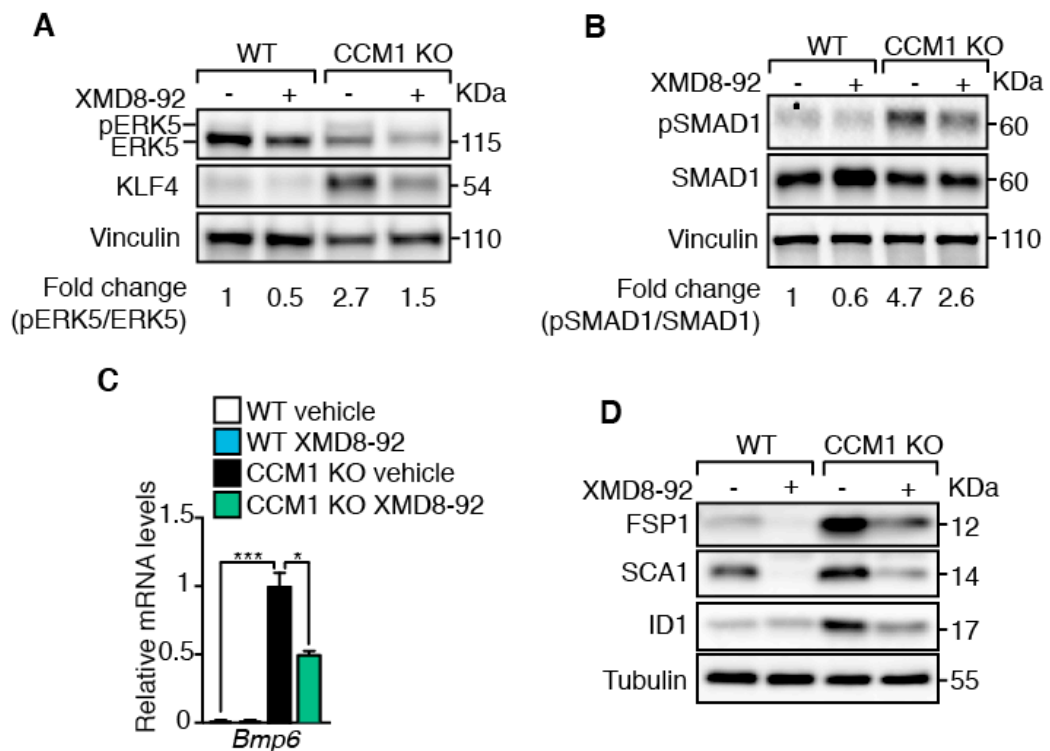 A
WT CCM1 KO
XMD8-92 - + - + KDa
pERK5
ERK5 115
KLF4 54
Vinculin 110
Fold change
(pERK5/ERK5) 1 0.5 2.7 1.5
B
WT CCM1 KO
XMD8-92 - + - + KDa
pSMAD1 60
SMAD1 60
Vinculin 110
Fold change
(pSMAD1/SMAD1) 1 0.6 4.7 2.6
C
WT vehicle
WT XMD8-92
CCM1 KO vehicle
CCM1 KO XMD8-92
Relative mRNA levels
1.5
1
0.5
0
*** *
Bmp6
D
WT CCM1 KO
XMD8-92 - + - + KDa
FSP1 12
SCA1 14
ID1 17
Tubulin 55